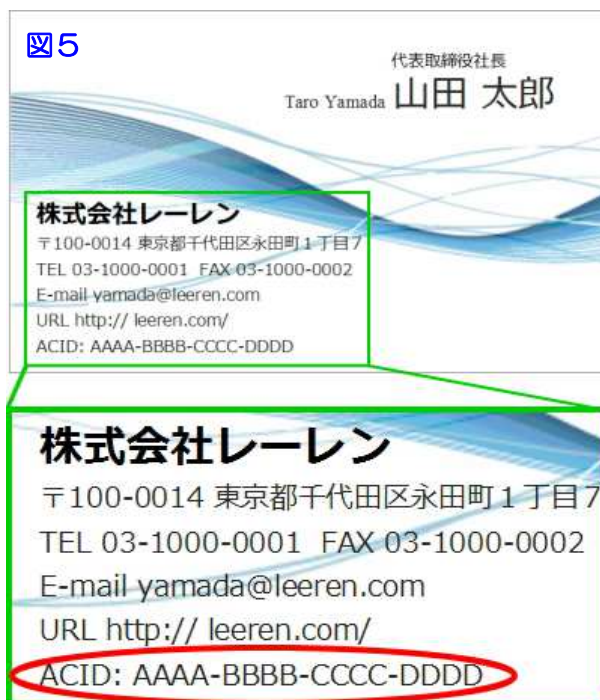 図5
代表取締役社長
Taro Yamada 山田 太郎
株式会社レーレン
〒100-0014 東京都千代田区永田町1丁目7
TEL 03-1000-0001 FAX 03-1000-0002
E-mail yamada@leeren.com
URL http:// leeren.com/
ACID: AAAA-BBBB-CCCC-DDDD
株式会社レーレン
〒100-0014 東京都千代田区永田町1丁目7
TEL 03-1000-0001 FAX 03-1000-0002
E-mail yamada@leeren.com
URL http:// leeren.com/
ACID: AAAA-BBBB-CCCC-DDDD